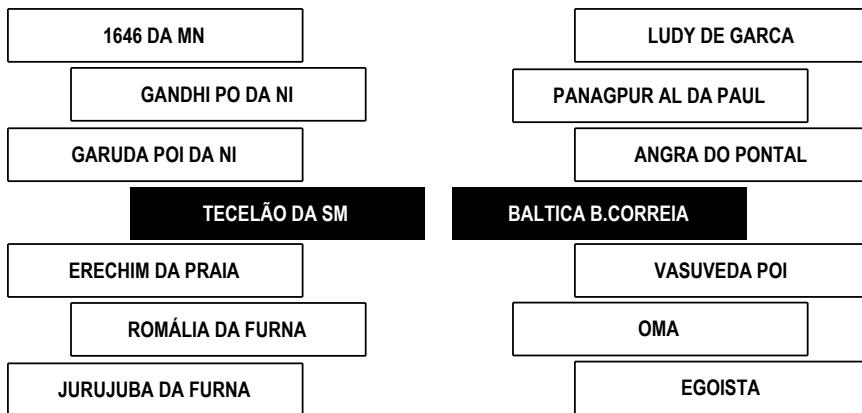 1646 DA MN
LUDY DE GARCA
GANDHI PO DA NI
PANAGPUR AL DA PAUL
GARUDA POI DA NI
ANGRA DO PONTAL
TECELÃO DA SM
BALTICA B.CORREIA
ERECHIM DA PRAIA
VASUVEDA POI
ROMÁLIA DA FURNA
OMA
JURUJUBA DA FURNA
EGOISTA